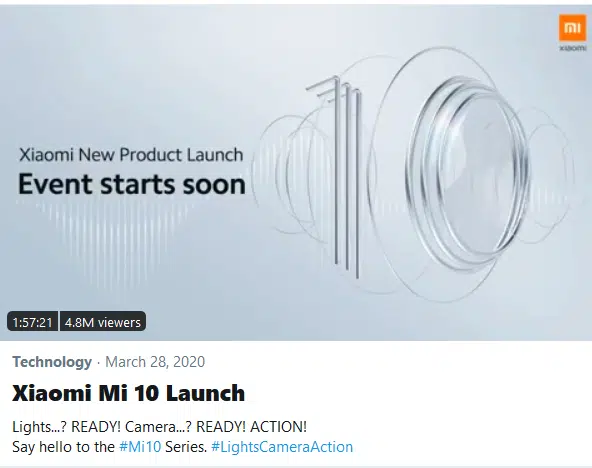 xiaomi
Xiaomi New Product Launch
Event starts soon
1:57:21 4.8M viewers
Technology · March 28, 2020
Xiaomi Mi 10 Launch
Lights...? READY! Camera...? READY! ACTION!
Say hello to the #Mi10 Series. #LightsCameraAction